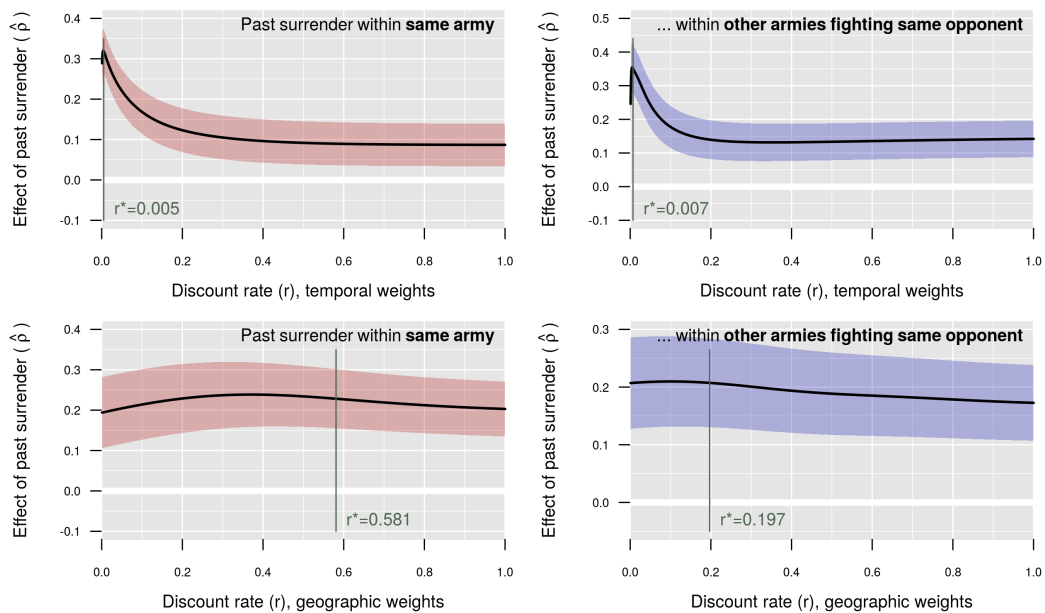 Past surrender within same army
Effect of past surrender ( ρ̂ )
0.4
0.3
0.2
0.1
0.0
-0.1
r*=0.005
0.0 0.2 0.4 0.6 0.8 1.0
Discount rate (r), temporal weights
... within other armies fighting same opponent
Effect of past surrender ( ρ̂ )
0.5
0.4
0.3
0.2
0.1
0.0
-0.1
r*=0.007
0.0 0.2 0.4 0.6 0.8 1.0
Discount rate (r), temporal weights
Past surrender within same army
Effect of past surrender ( ρ̂ )
0.4
0.3
0.2
0.1
0.0
-0.1
r*=0.581
0.0 0.2 0.4 0.6 0.8 1.0
Discount rate (r), geographic weights
... within other armies fighting same opponent
Effect of past surrender ( ρ̂ )
0.3
0.2
0.1
0.0
r*=0.197
0.0 0.2 0.4 0.6 0.8 1.0
Discount rate (r), geographic weights